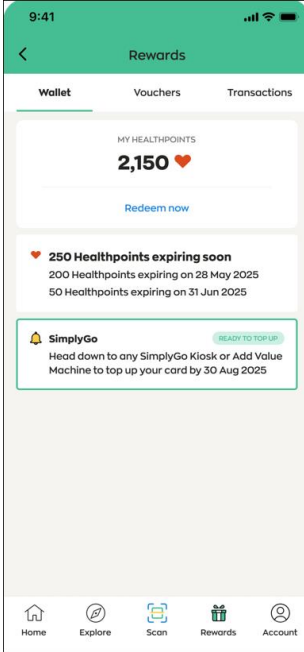 9:41
Rewards
Wallet Vouchers Transactions
MY HEALTHPOINTS
2,150
Redeem now
250 Healthpoints expiring soon
200 Healthpoints expiring on 28 May 2025
50 Healthpoints expiring on 31 Jun 2025
SimplyGo READY TO TOP UP
Head down to any SimplyGo Kiosk or Add Value
Machine to top up your card by 30 Aug 2025
Home Explore Scan Rewards Account